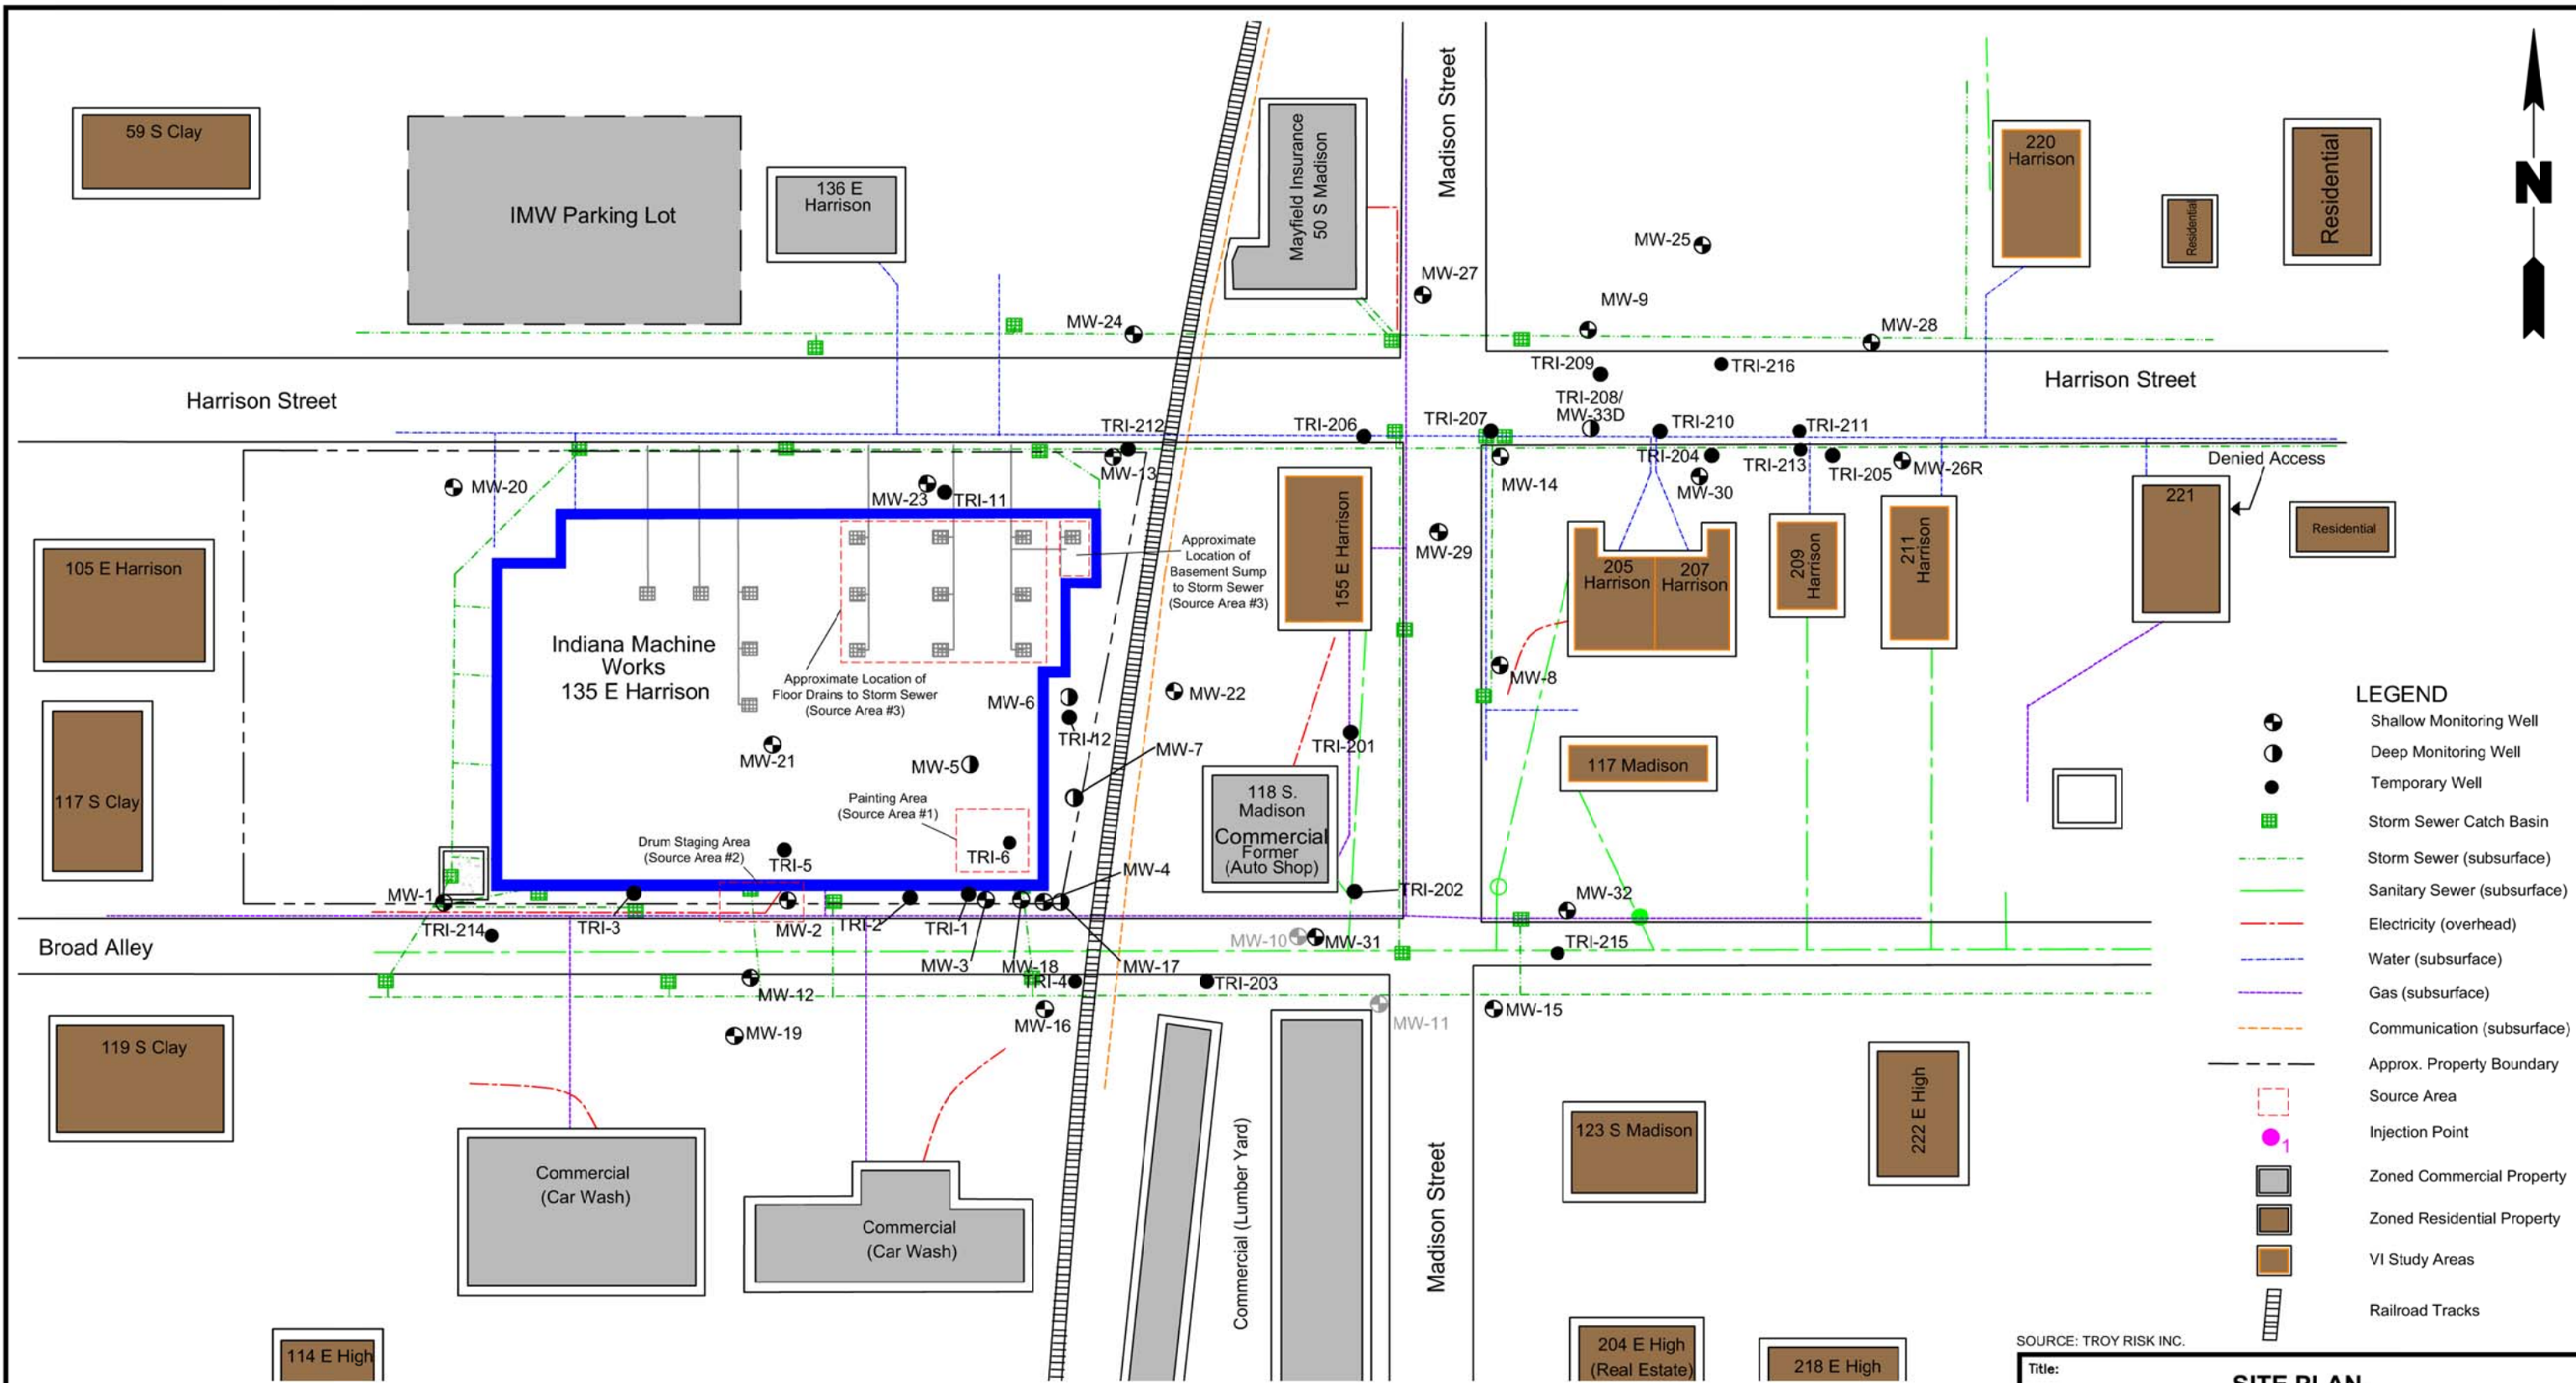 59 S Clay
IMW Parking Lot
136 E
Harrison
Mayfield Insurance
50 S Madison
Madison Street
220
Harrison
Residential
Residential
N
MW-25
MW-27
MW-9
MW-24
MW-28
TRI-209
TRI-216
Harrison Street
Harrison Street
TRI-208/
MW-33D
TRI-212
TRI-206
TRI-207
TRI-210
TRI-211
MW-13
TRI-204
TRI-213
TRI-205
MW-26R
Denied Access
MW-20
MW-23
TRI-11
MW-14
MW-30
221
Residential
105 E Harrison
155 E Harrison
MW-29
Approximate
Location of
Basement Sump
to Storm Sewer
(Source Area #3)
205
Harrison
207
Harrison
209
Harrison
211
Harrison
Indiana Machine
Works
135 E Harrison
Approximate Location of
Floor Drains to Storm Sewer
(Source Area #3)
MW-6
MW-22
MW-8
TRI-12
MW-7
TRI-201
MW-21
MW-5
117 Madison
117 S Clay
Painting Area
(Source Area #1)
118 S.
Madison
Commercial
Former
(Auto Shop)
Drum Staging Area
(Source Area #2)
TRI-5
TRI-6
MW-4
MW-1
TRI-202
MW-32
TRI-214
TRI-3
MW-2
TRI-2
TRI-1
Broad Alley
MW-10
MW-31
TRI-215
MW-3
MW-18
MW-17
TRI-4
TRI-203
MW-12
MW-16
MW-11
MW-15
MW-19
119 S Clay
Commercial
(Car Wash)
Commercial
(Car Wash)
Commercial (Lumber Yard)
Madison Street
123 S Madison
222 E High
114 E High
204 E High
(Real Estate)
218 E High
LEGEND
Shallow Monitoring Well
Deep Monitoring Well
Temporary Well
Storm Sewer Catch Basin
Storm Sewer (subsurface)
Sanitary Sewer (subsurface)
Electricity (overhead)
Water (subsurface)
Gas (subsurface)
Communication (subsurface)
Approx. Property Boundary
Source Area
1
Injection Point
Zoned Commercial Property
Zoned Residential Property
VI Study Areas
Railroad Tracks
SOURCE: TROY RISK INC.
Title:
SITE PLAN